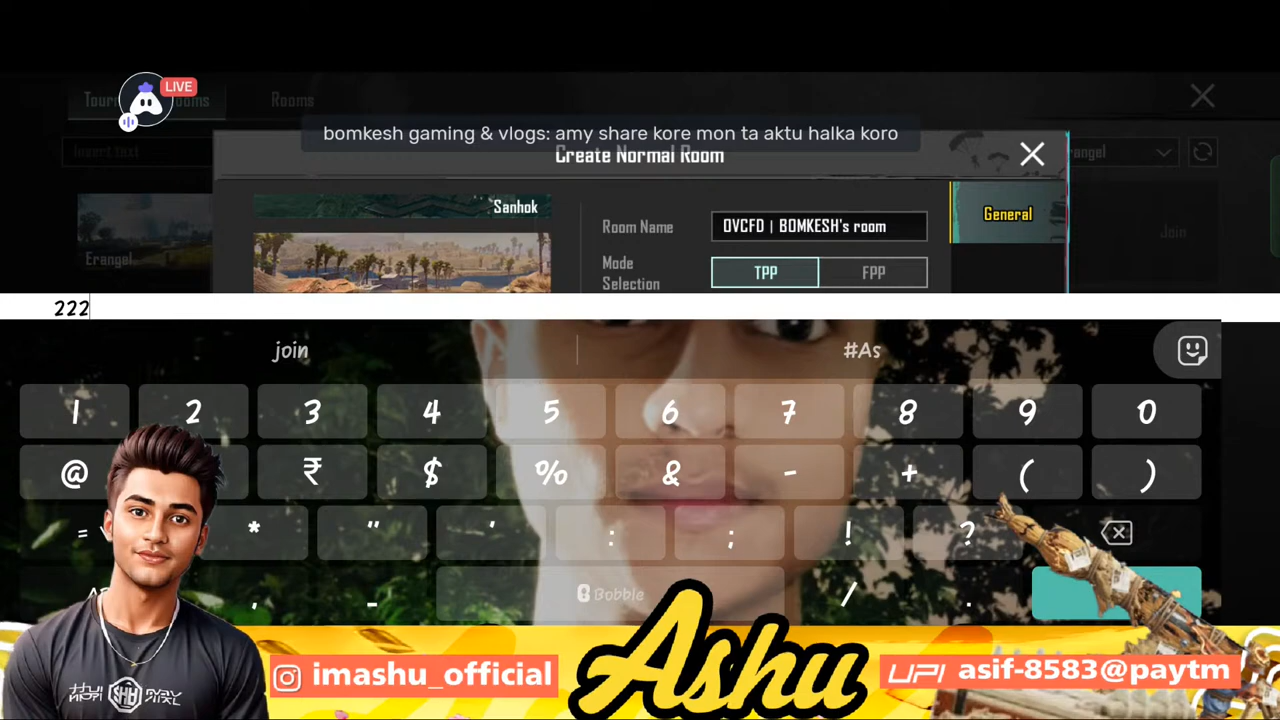 LIVE
Rooms
bomkesh gaming & vlogs: amy share kore mon ta aktu halka koro
Create Normal Room
Insert text
Sanhok
Room Name
OVCFD | BOMKESH's room
General
Erangel
Mode
Selection
TPP
FPP
Join
222
join
#As
1 2 3 4 5 6 7 8 9 0
@ ₹ $ % & - + ( )
= * " ' : ; ! ?
, _ Bobble / .
Ashu
imashu_official
UPI asif-8583@paytm